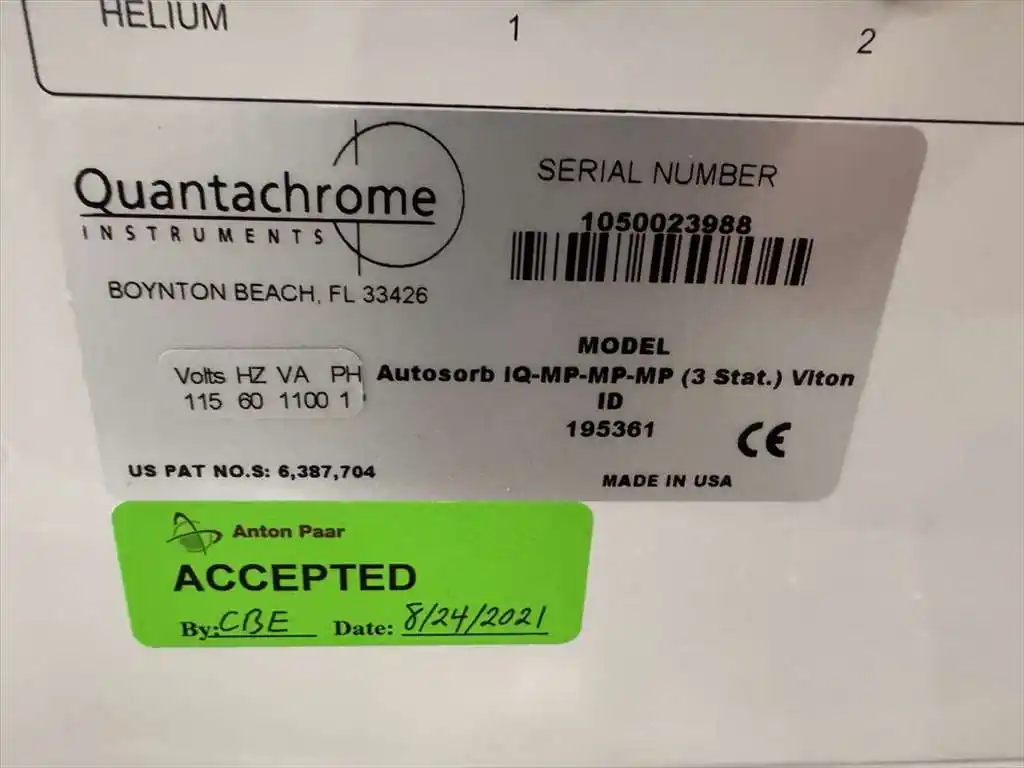 HELIUM
1
2
Quantachrome
INSTRUMENTS
BOYNTON BEACH, FL 33426
SERIAL NUMBER
1050023988
Volts HZ VA PH
115 60 1100 1
MODEL
Autosorb IQ-MP-MP-MP (3 Stat.) Viton
ID
195361
CE
US PAT NO.S: 6,387,704
MADE IN USA
Anton Paar
ACCEPTED
By: CBE Date: 8/24/2021